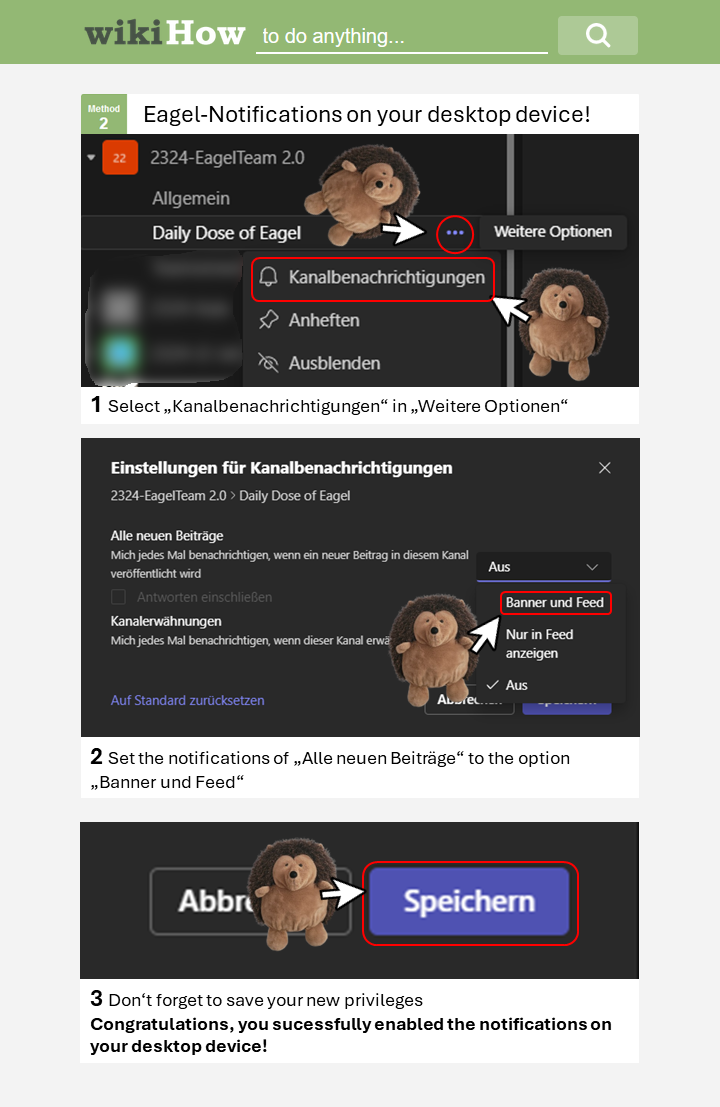 wikiHow to do anything...
Method
2
Eagel-Notifications on your desktop device!
22 2324-EagelTeam 2.0
Allgemein
Daily Dose of Eagel
Weitere Optionen
Kanalbenachrichtigungen
Anheften
Ausblenden
1 Select „Kanalbenachrichtigungen“ in „Weitere Optionen“
Einstellungen für Kanalbenachrichtigungen
2324-EagelTeam 2.0 > Daily Dose of Eagel
Alle neuen Beiträge
Mich jedes Mal benachrichtigen, wenn ein neuer Beitrag in diesem Kanal
veröffentlicht wird
Aus
Antworten einschließen
Banner und Feed
Kanalerwähnungen
Mich jedes Mal benachrichtigen, wenn dieser Kanal erwä
Nur in Feed
anzeigen
Aus
Auf Standard zurücksetzen
Abbrechen
Speichern
2 Set the notifications of „Alle neuen Beiträge“ to the option
„Banner und Feed“
Abbre
Speichern
3 Don‘t forget to save your new privileges
Congratulations, you sucessfully enabled the notifications on
your desktop device!